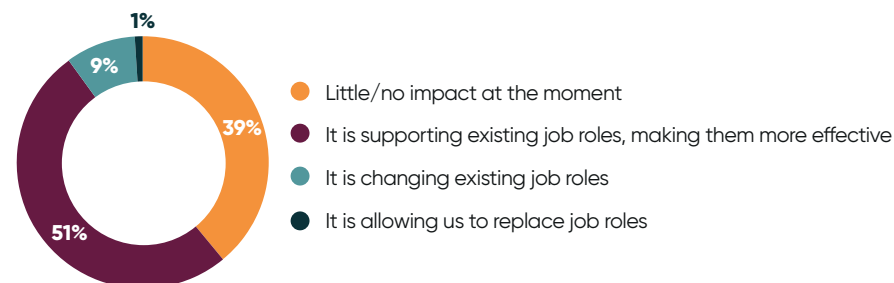 1%
9%
39%
51%
Little/no impact at the moment
It is supporting existing job roles, making them more effective
It is changing existing job roles
It is allowing us to replace job roles